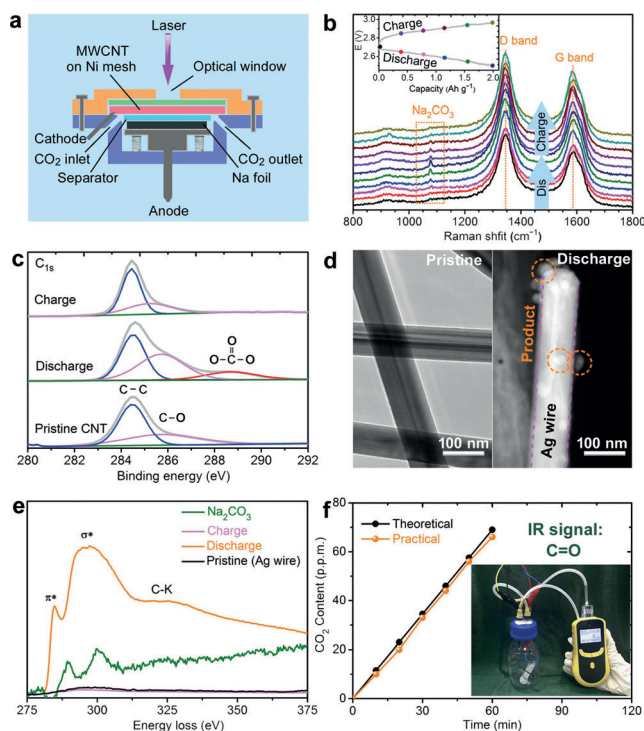 a
Laser
MWCNT
on Ni mesh
Optical window
Cathode
CO₂ inlet
Separator
CO₂ outlet
Na foil
Anode
b
E (V)
3.0
2.7
2.4
Charge
Discharge
0.0
0.5
1.0
1.5
2.0
Capacity (Ah g⁻¹)
D band
G band
Na₂CO₃
Charge
Dis
800
1000
1200
1400
1600
1800
Raman shfit (cm⁻¹)
c
C₁ₛ
Charge
Discharge
O
O-C-O
C – C
C – O
Pristine CNT
280
284
286
288
290
292
Binding energy (eV)
d
Pristine
100 nm
Discharge
Product
Ag wire
100 nm
e
Na₂CO₃
Charge
Discharge
Pristine (Ag wire)
π*
σ*
C-K
275
300
325
350
375
Energy loss (eV)
f
CO₂ Content (p.p.m.)
80
60
40
20
0
Theoretical
Practical
IR signal:
C=O
0
30
60
90
120
Time (min)